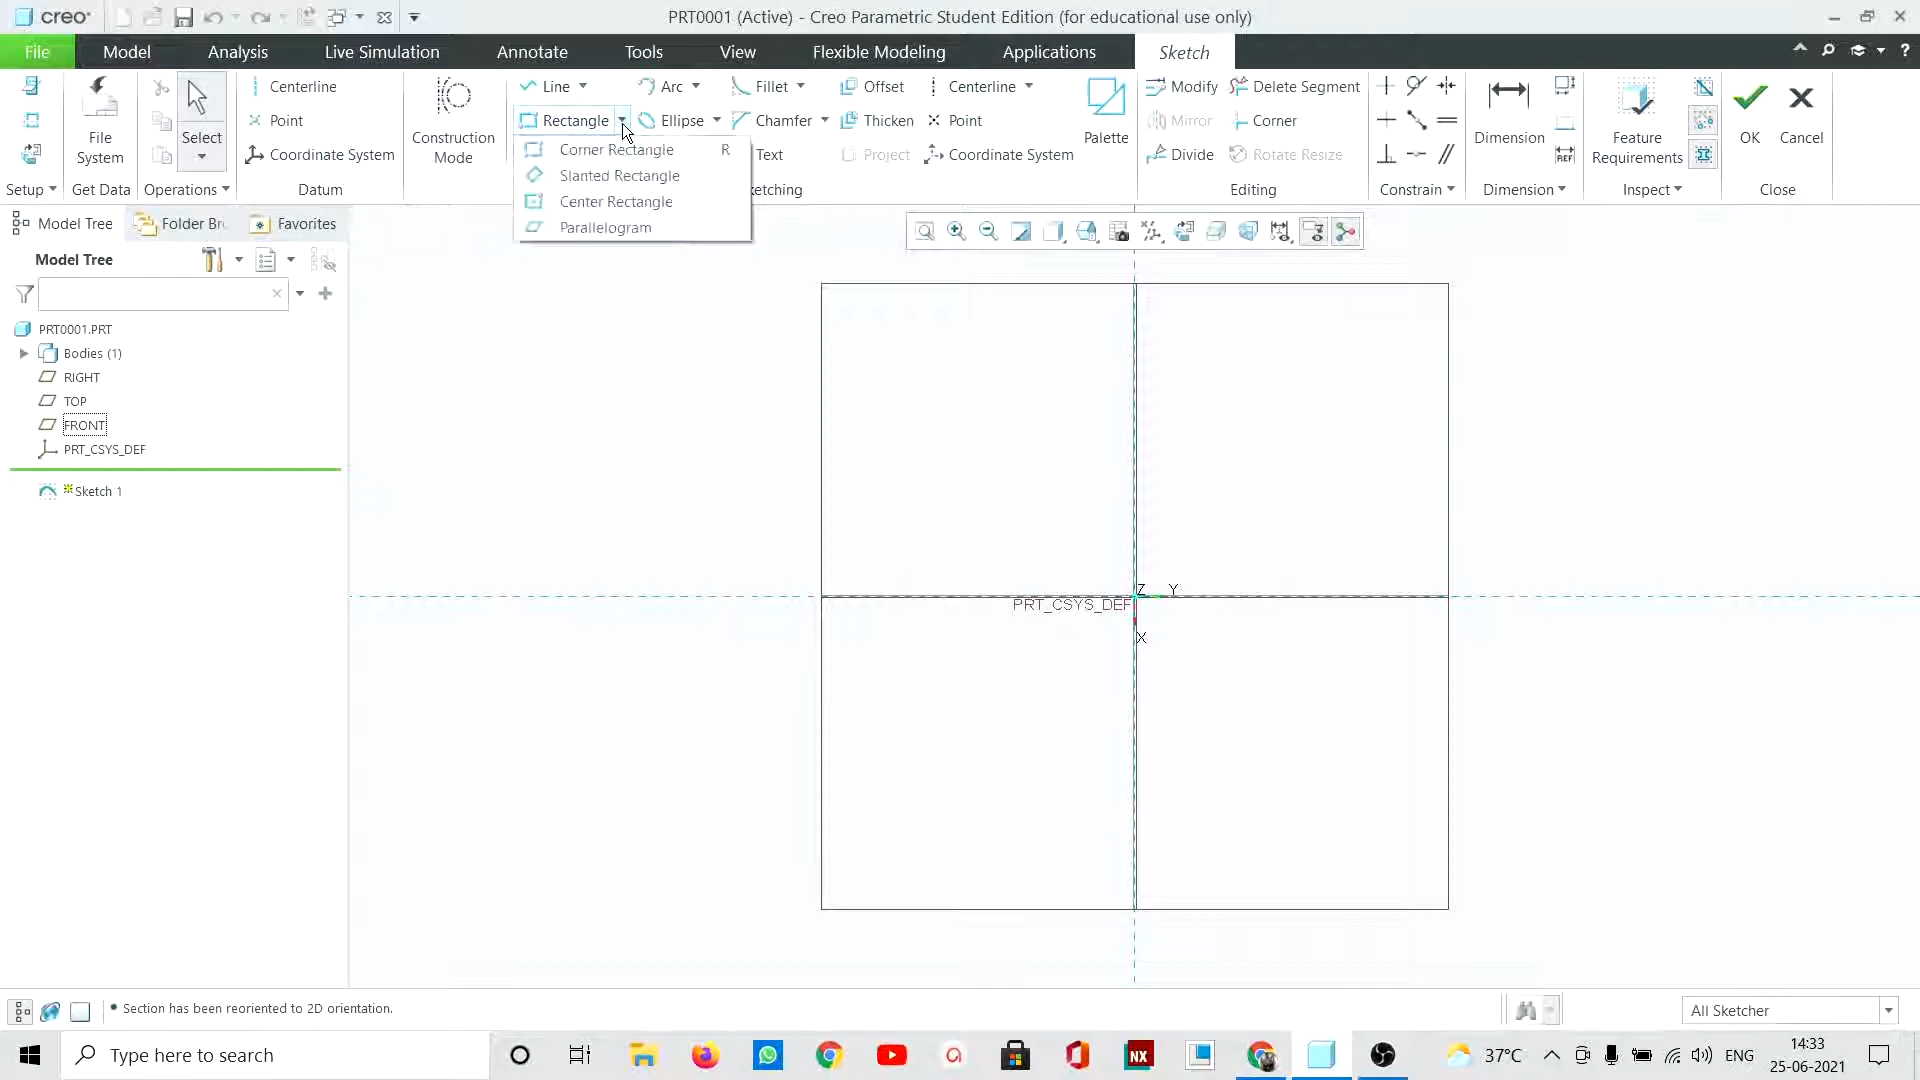 creo
PRT0001 (Active) - Creo Parametric Student Edition (for educational use only)
File Model Analysis Live Simulation Annotate Tools View Flexible Modeling Applications Sketch
Centerline Line Arc Fillet Offset Centerline Modify Delete Segment
Point Rectangle Ellipse Chamfer Thicken Point Mirror Corner
Coordinate System Text Project Coordinate System Divide Rotate Resize
File System
Select
Construction Mode
Palette
Dimension
Feature Requirements
OK
Cancel
Corner Rectangle R
Slanted Rectangle
Center Rectangle
Parallelogram
Setup Get Data Operations Datum ketching Editing Constrain Dimension Inspect Close
Model Tree Folder Br Favorites
Model Tree
PRT0001.PRT
Bodies (1)
RIGHT
TOP
FRONT
PRT_CSYS_DEF
Sketch 1
Z Y
PRT_CSYS_DEF
X
Section has been reoriented to 2D orientation.
All Sketcher
Type here to search
NX
37°C
ENG
14:33
25-06-2021